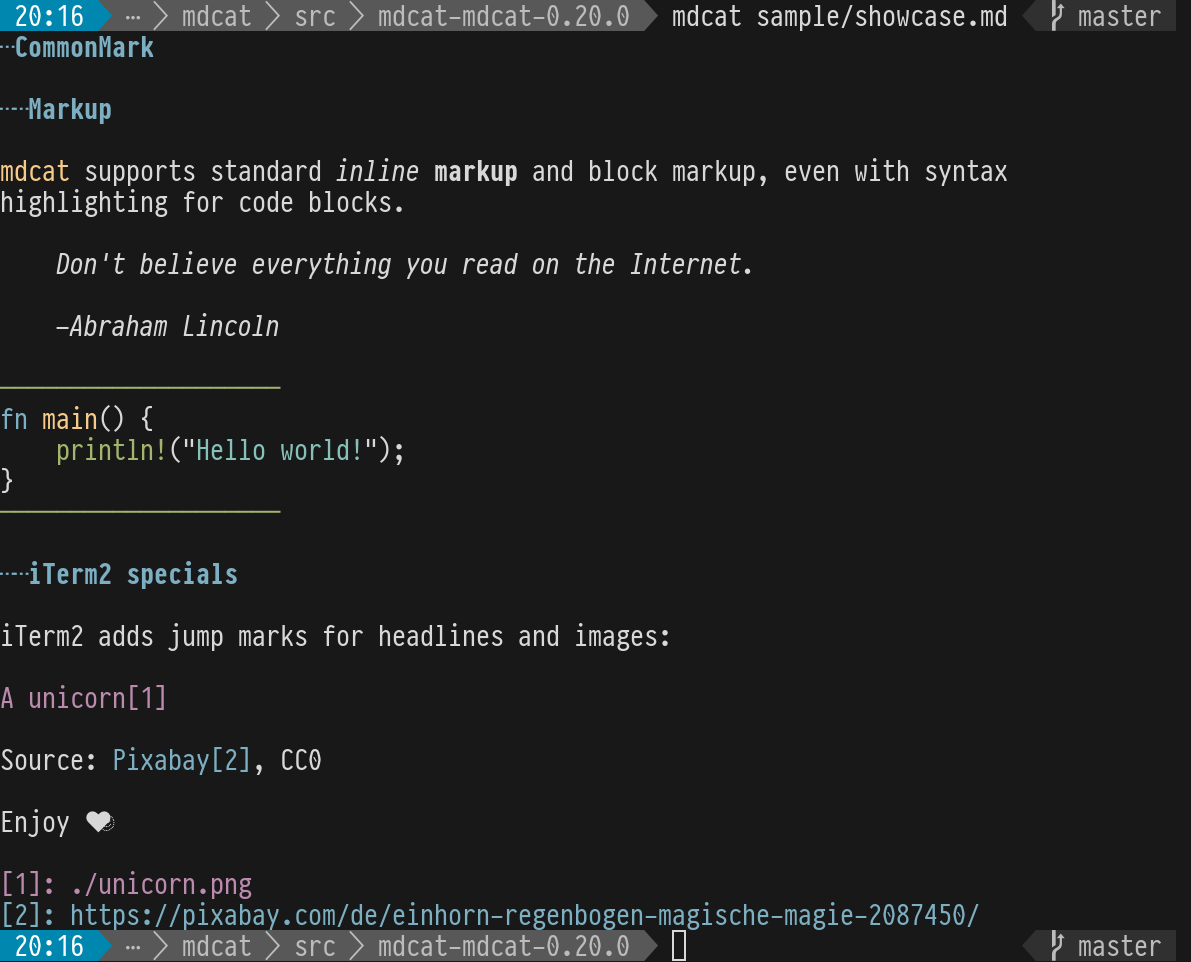 20:16 ⋯ mdcat src mdcat-mdcat-0.20.0 mdcat sample/showcase.md master
┄CommonMark
┄┄Markup
mdcat supports standard inline markup and block markup, even with syntax
highlighting for code blocks.
Don't believe everything you read on the Internet.
—Abraham Lincoln
fn main() {
println!("Hello world!");
}
┄┄iTerm2 specials
iTerm2 adds jump marks for headlines and images:
A unicorn[1]
Source: Pixabay[2], CC0
Enjoy ♥
[1]: ./unicorn.png
[2]: https://pixabay.com/de/einhorn-regenbogen-magische-magie-2087450/
20:16 ⋯ mdcat src mdcat-mdcat-0.20.0 master